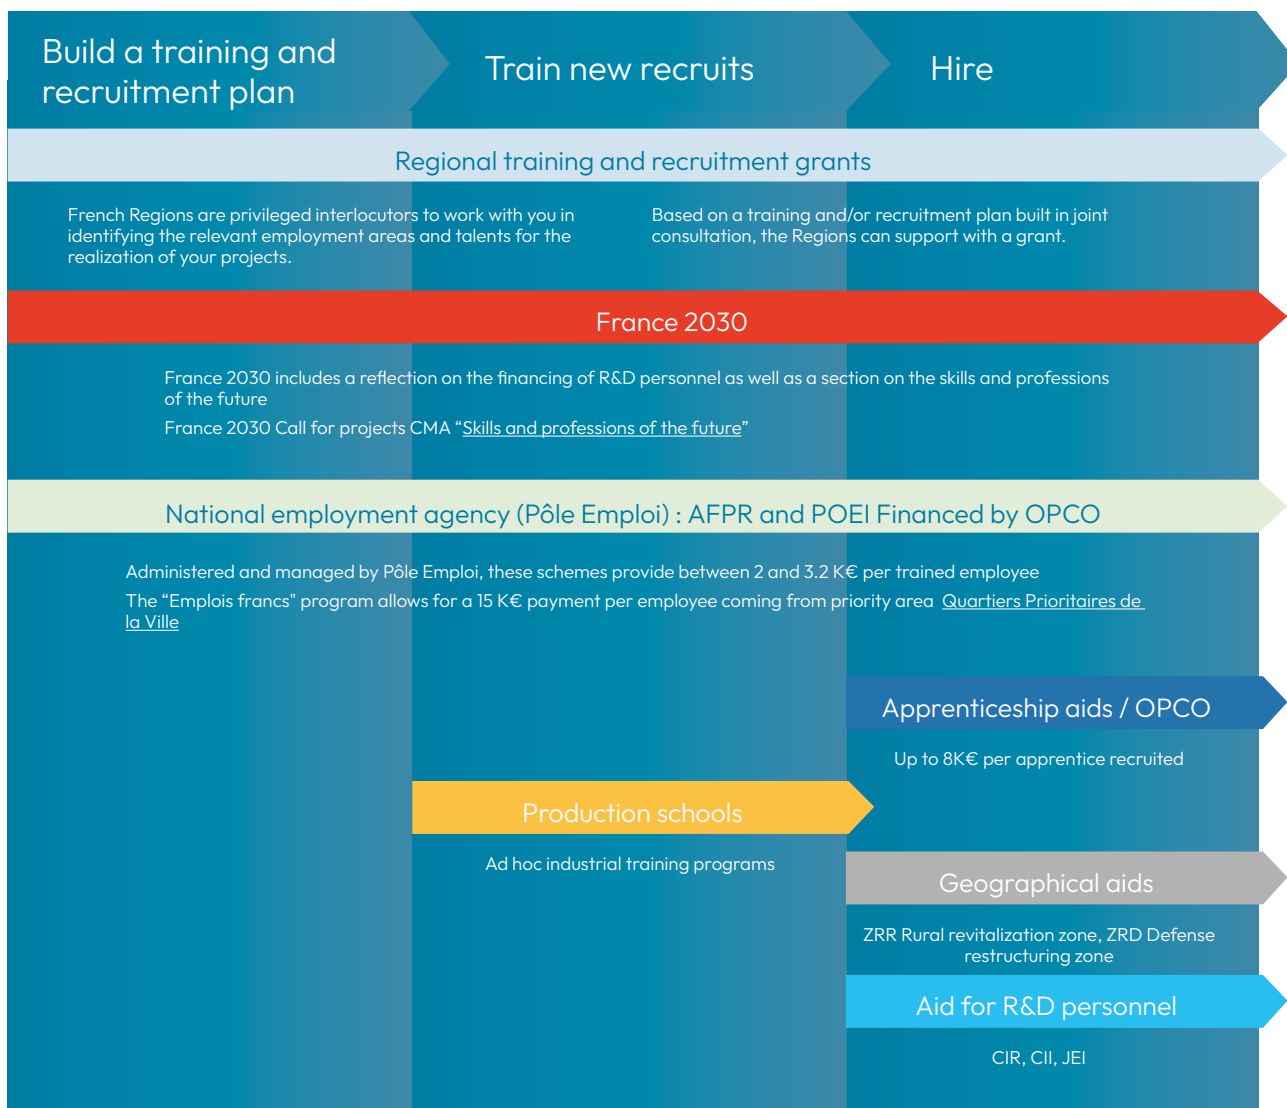 Build a training and
recruitment plan
Train new recruits
Hire
Regional training and recruitment grants
French Regions are privileged interlocutors to work with you in
identifying the relevant employment areas and talents for the
realization of your projects.
Based on a training and/or recruitment plan built in joint
consultation, the Regions can support with a grant.
France 2030
France 2030 includes a reflection on the financing of R&D personnel as well as a section on the skills and professions
of the future
France 2030 Call for projects CMA “Skills and professions of the future”
National employment agency (Pôle Emploi) : AFPR and POEI Financed by OPCO
Administered and managed by Pôle Emploi, these schemes provide between 2 and 3.2 K€ per trained employee
The “Emplois francs" program allows for a 15 K€ payment per employee coming from priority area Quartiers Prioritaires de
la Ville
Apprenticeship aids / OPCO
Up to 8K€ per apprentice recruited
Production schools
Ad hoc industrial training programs
Geographical aids
ZRR Rural revitalization zone, ZRD Defense
restructuring zone
Aid for R&D personnel
CIR, CII, JEI